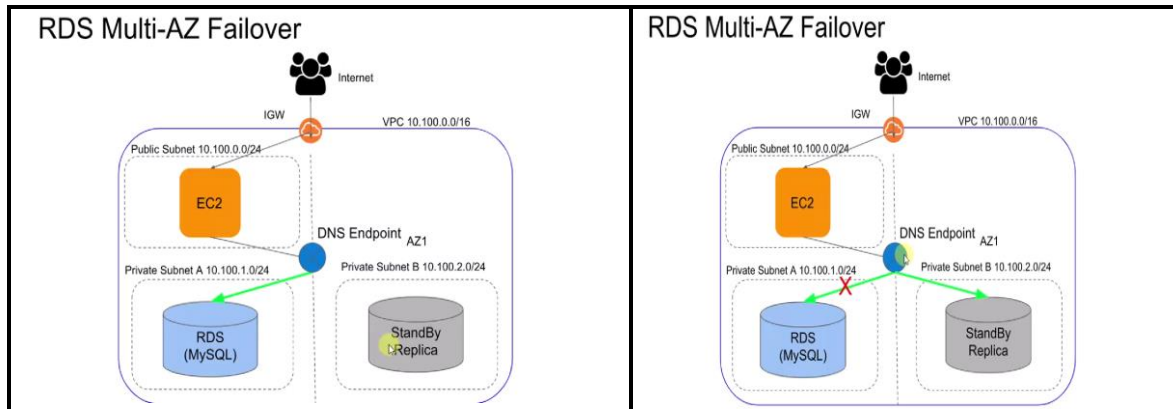 RDS Multi-AZ Failover
Internet
IGW
VPC 10.100.0.0/16
Public Subnet 10.100.0.0/24
EC2
DNS Endpoint
AZ1
Private Subnet A 10.100.1.0/24
Private Subnet B 10.100.2.0/24
RDS
(MySQL)
StandBy
Replica
RDS Multi-AZ Failover
Internet
IGW
VPC 10.100.0.0/16
Public Subnet 10.100.0.0/24
EC2
DNS Endpoint
AZ1
Private Subnet A 10.100.1.0/24
Private Subnet B 10.100.2.0/24
RDS
(MySQL)
StandBy
Replica